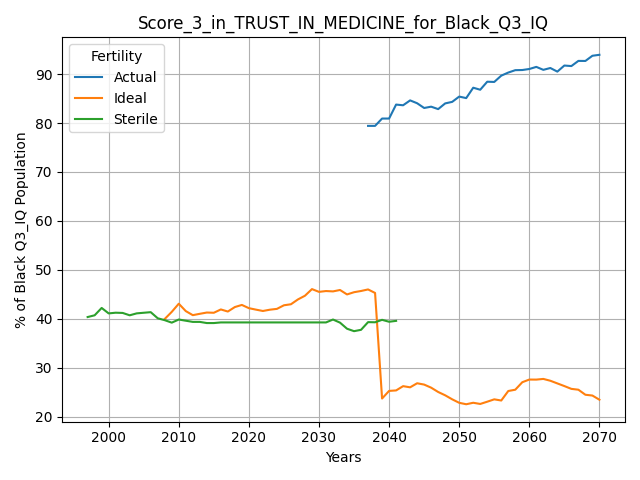 Score_3_in_TRUST_IN_MEDICINE_for_Black_Q3_IQ
Fertility
Actual
Ideal
Sterile
% of Black Q3_IQ Population
90
80
70
60
50
40
30
20
2000 2010 2020 2030 2040 2050 2060 2070
Years